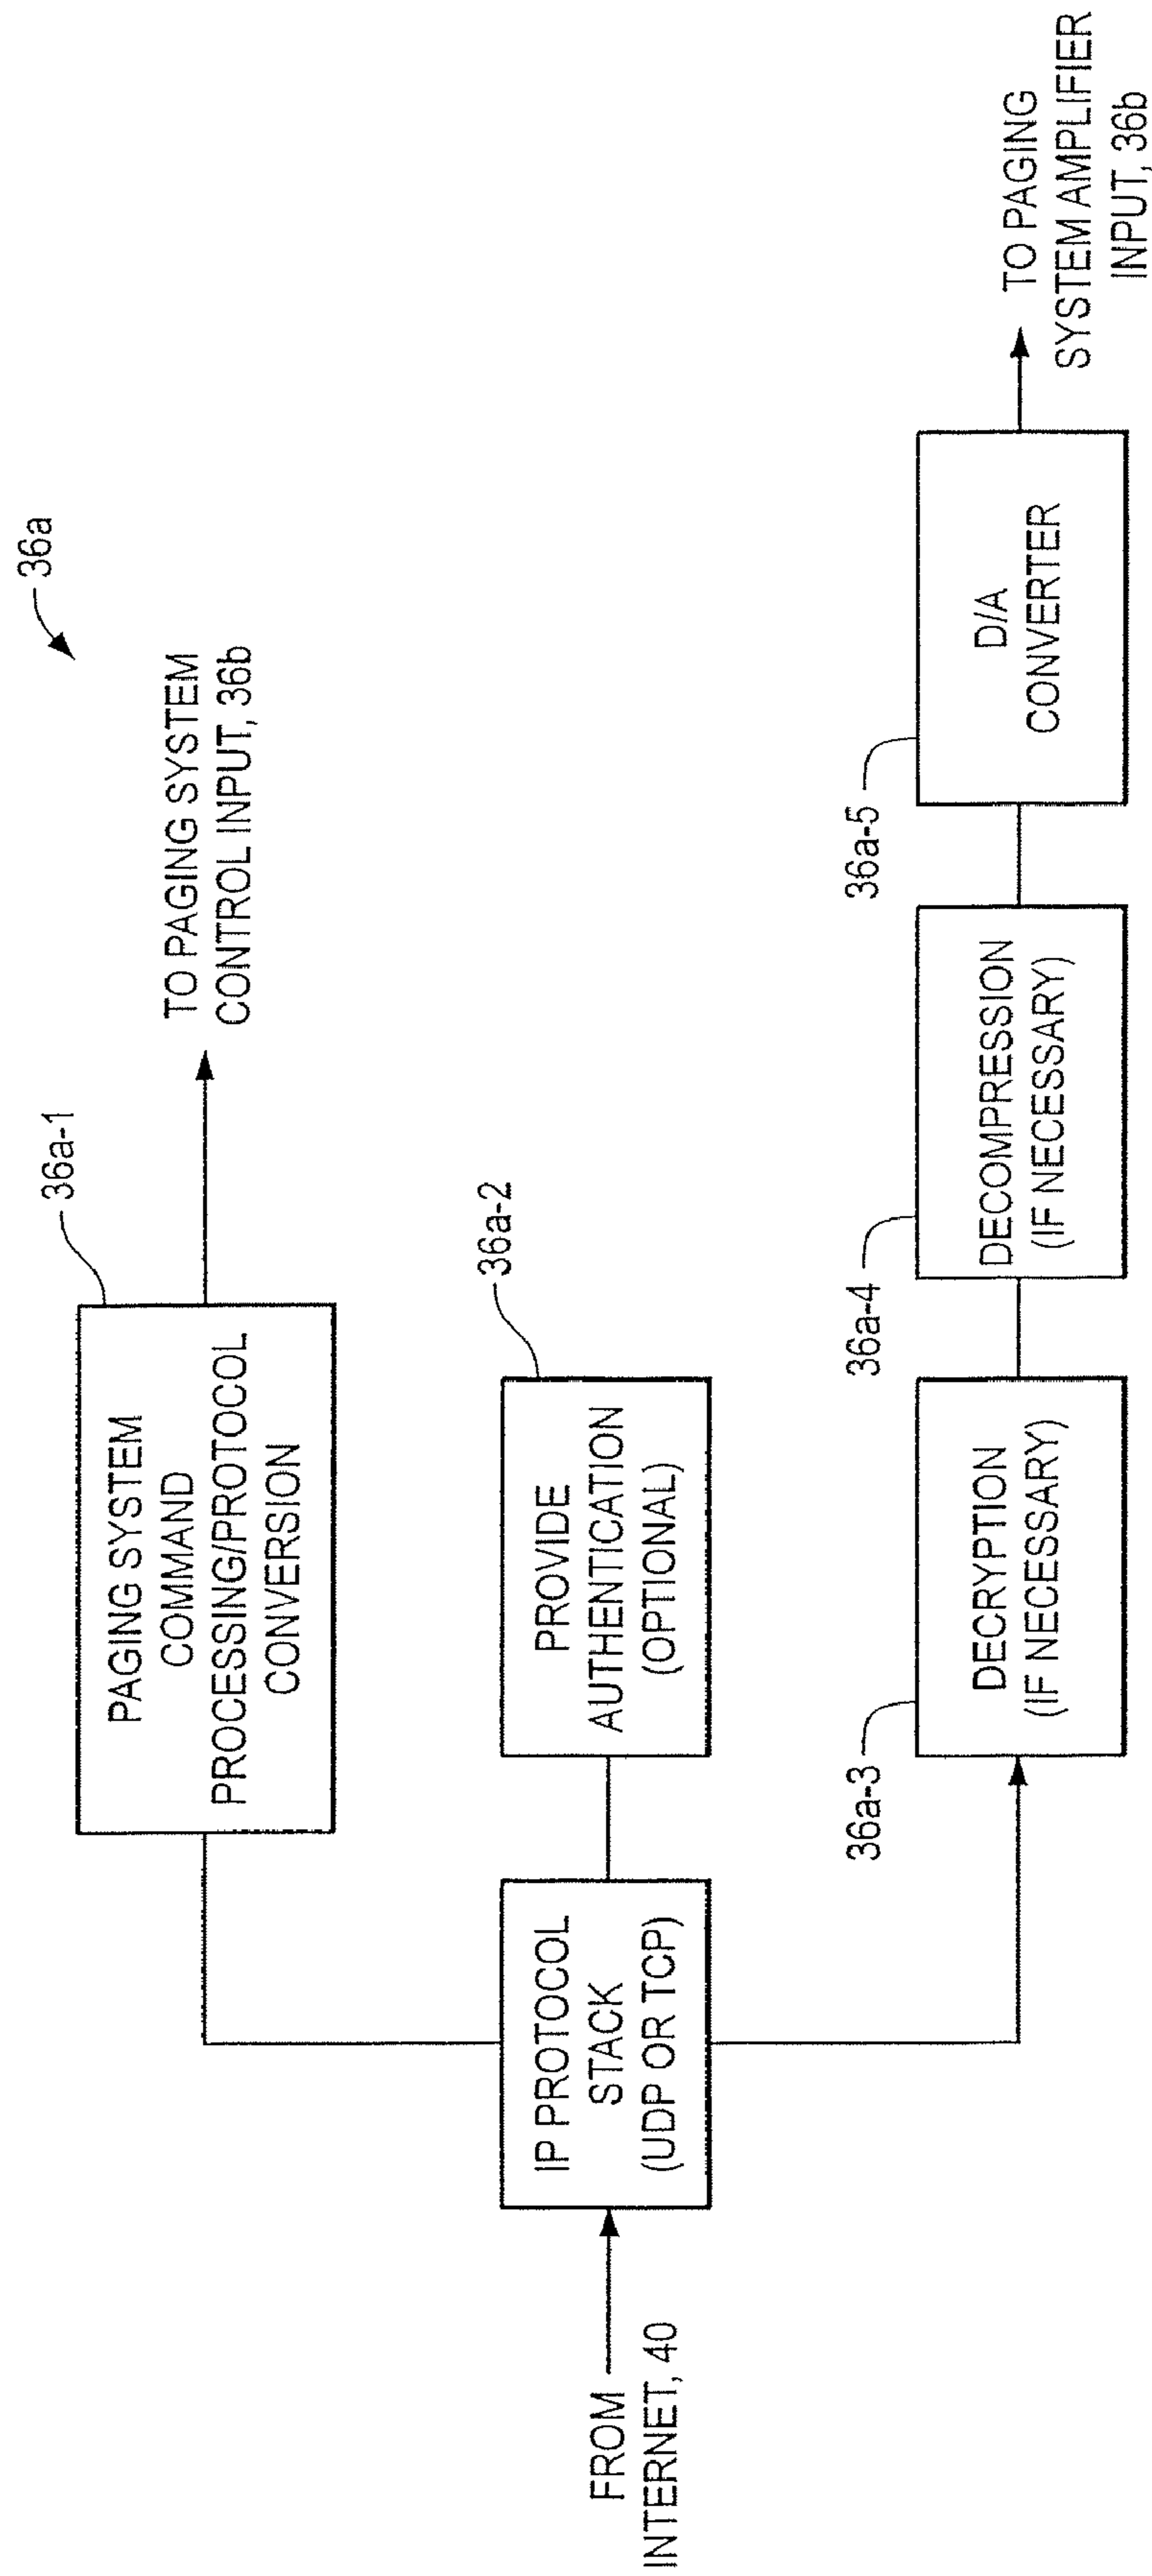 36a
36a-1
PAGING SYSTEM
COMMAND
PROCESSING/PROTOCOL
CONVERSION
TO PAGING SYSTEM
CONTROL INPUT, 36b
FROM
INTERNET, 40
IP PROTOCOL
STACK
(UDP OR TCP)
36a-2
PROVIDE
AUTHENTICATION
(OPTIONAL)
36a-3
DECRYPTION
(IF NECESSARY)
36a-4
DECOMPRESSION
(IF NECESSARY)
36a-5
D/A
CONVERTER
TO PAGING
SYSTEM AMPLIFIER
INPUT, 36b